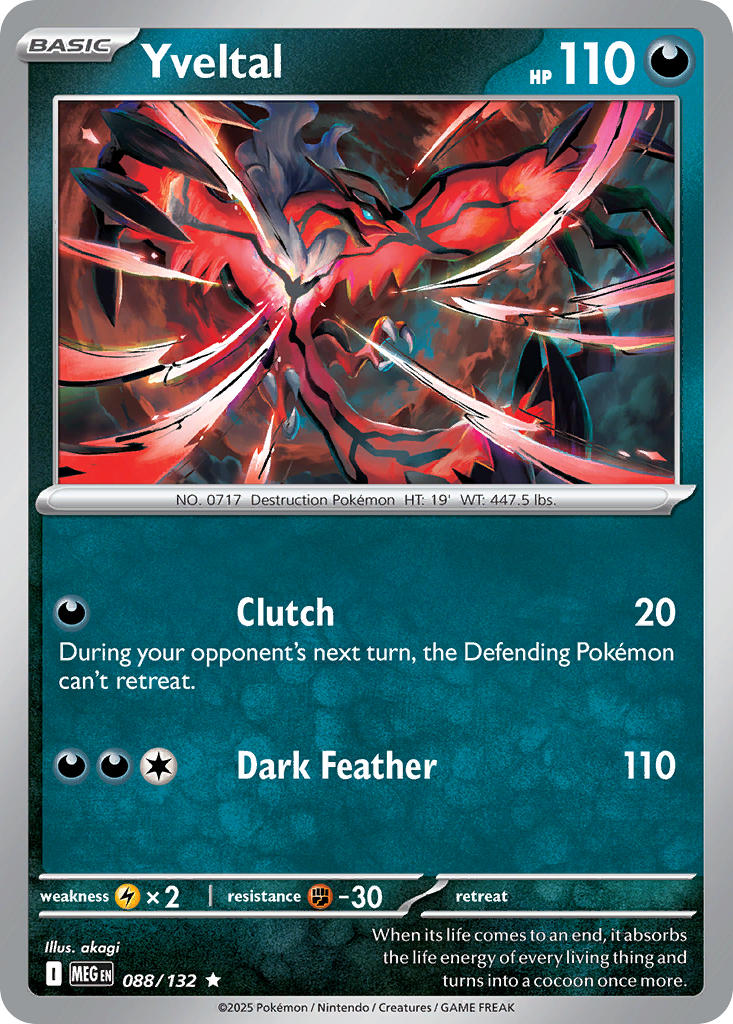 BASIC
Yveltal
HP 110
NO. 0717 Destruction Pokémon HT: 19' WT: 447.5 lbs.
Clutch 20
During your opponent's next turn, the Defending Pokémon
can't retreat.
Dark Feather 110
weakness ×2 resistance -30 retreat
Illus. akagi
When its life comes to an end, it absorbs
the life energy of every living thing and
turns into a cocoon once more.
I MEG EN 088/132 ★
©2025 Pokémon / Nintendo / Creatures / GAME FREAK